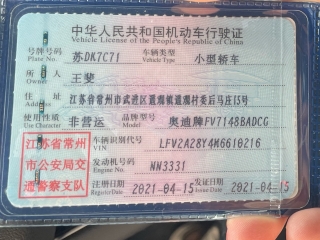 中华人民共和国机动车行驶证
Vehicle License of the People's Republic of China
号牌号码 Plate No. 苏DK7C71 车辆类型 Vehicle Type 小型轿车
所有人 王斐
住址 江苏省常州市武进区遥观镇遥观村委后马庄13号
使用性质 Use Character 非营运 品牌型号 Model 奥迪牌FV7148BADCG
江苏省常州市公安局交通警察支队
车辆识别代号 VIN LFV2A28Y4M6610216
发动机号码 Engine No. NN3331
注册日期 Register Date 2021-04-15 发证日期 Issue Date 2021-04-15